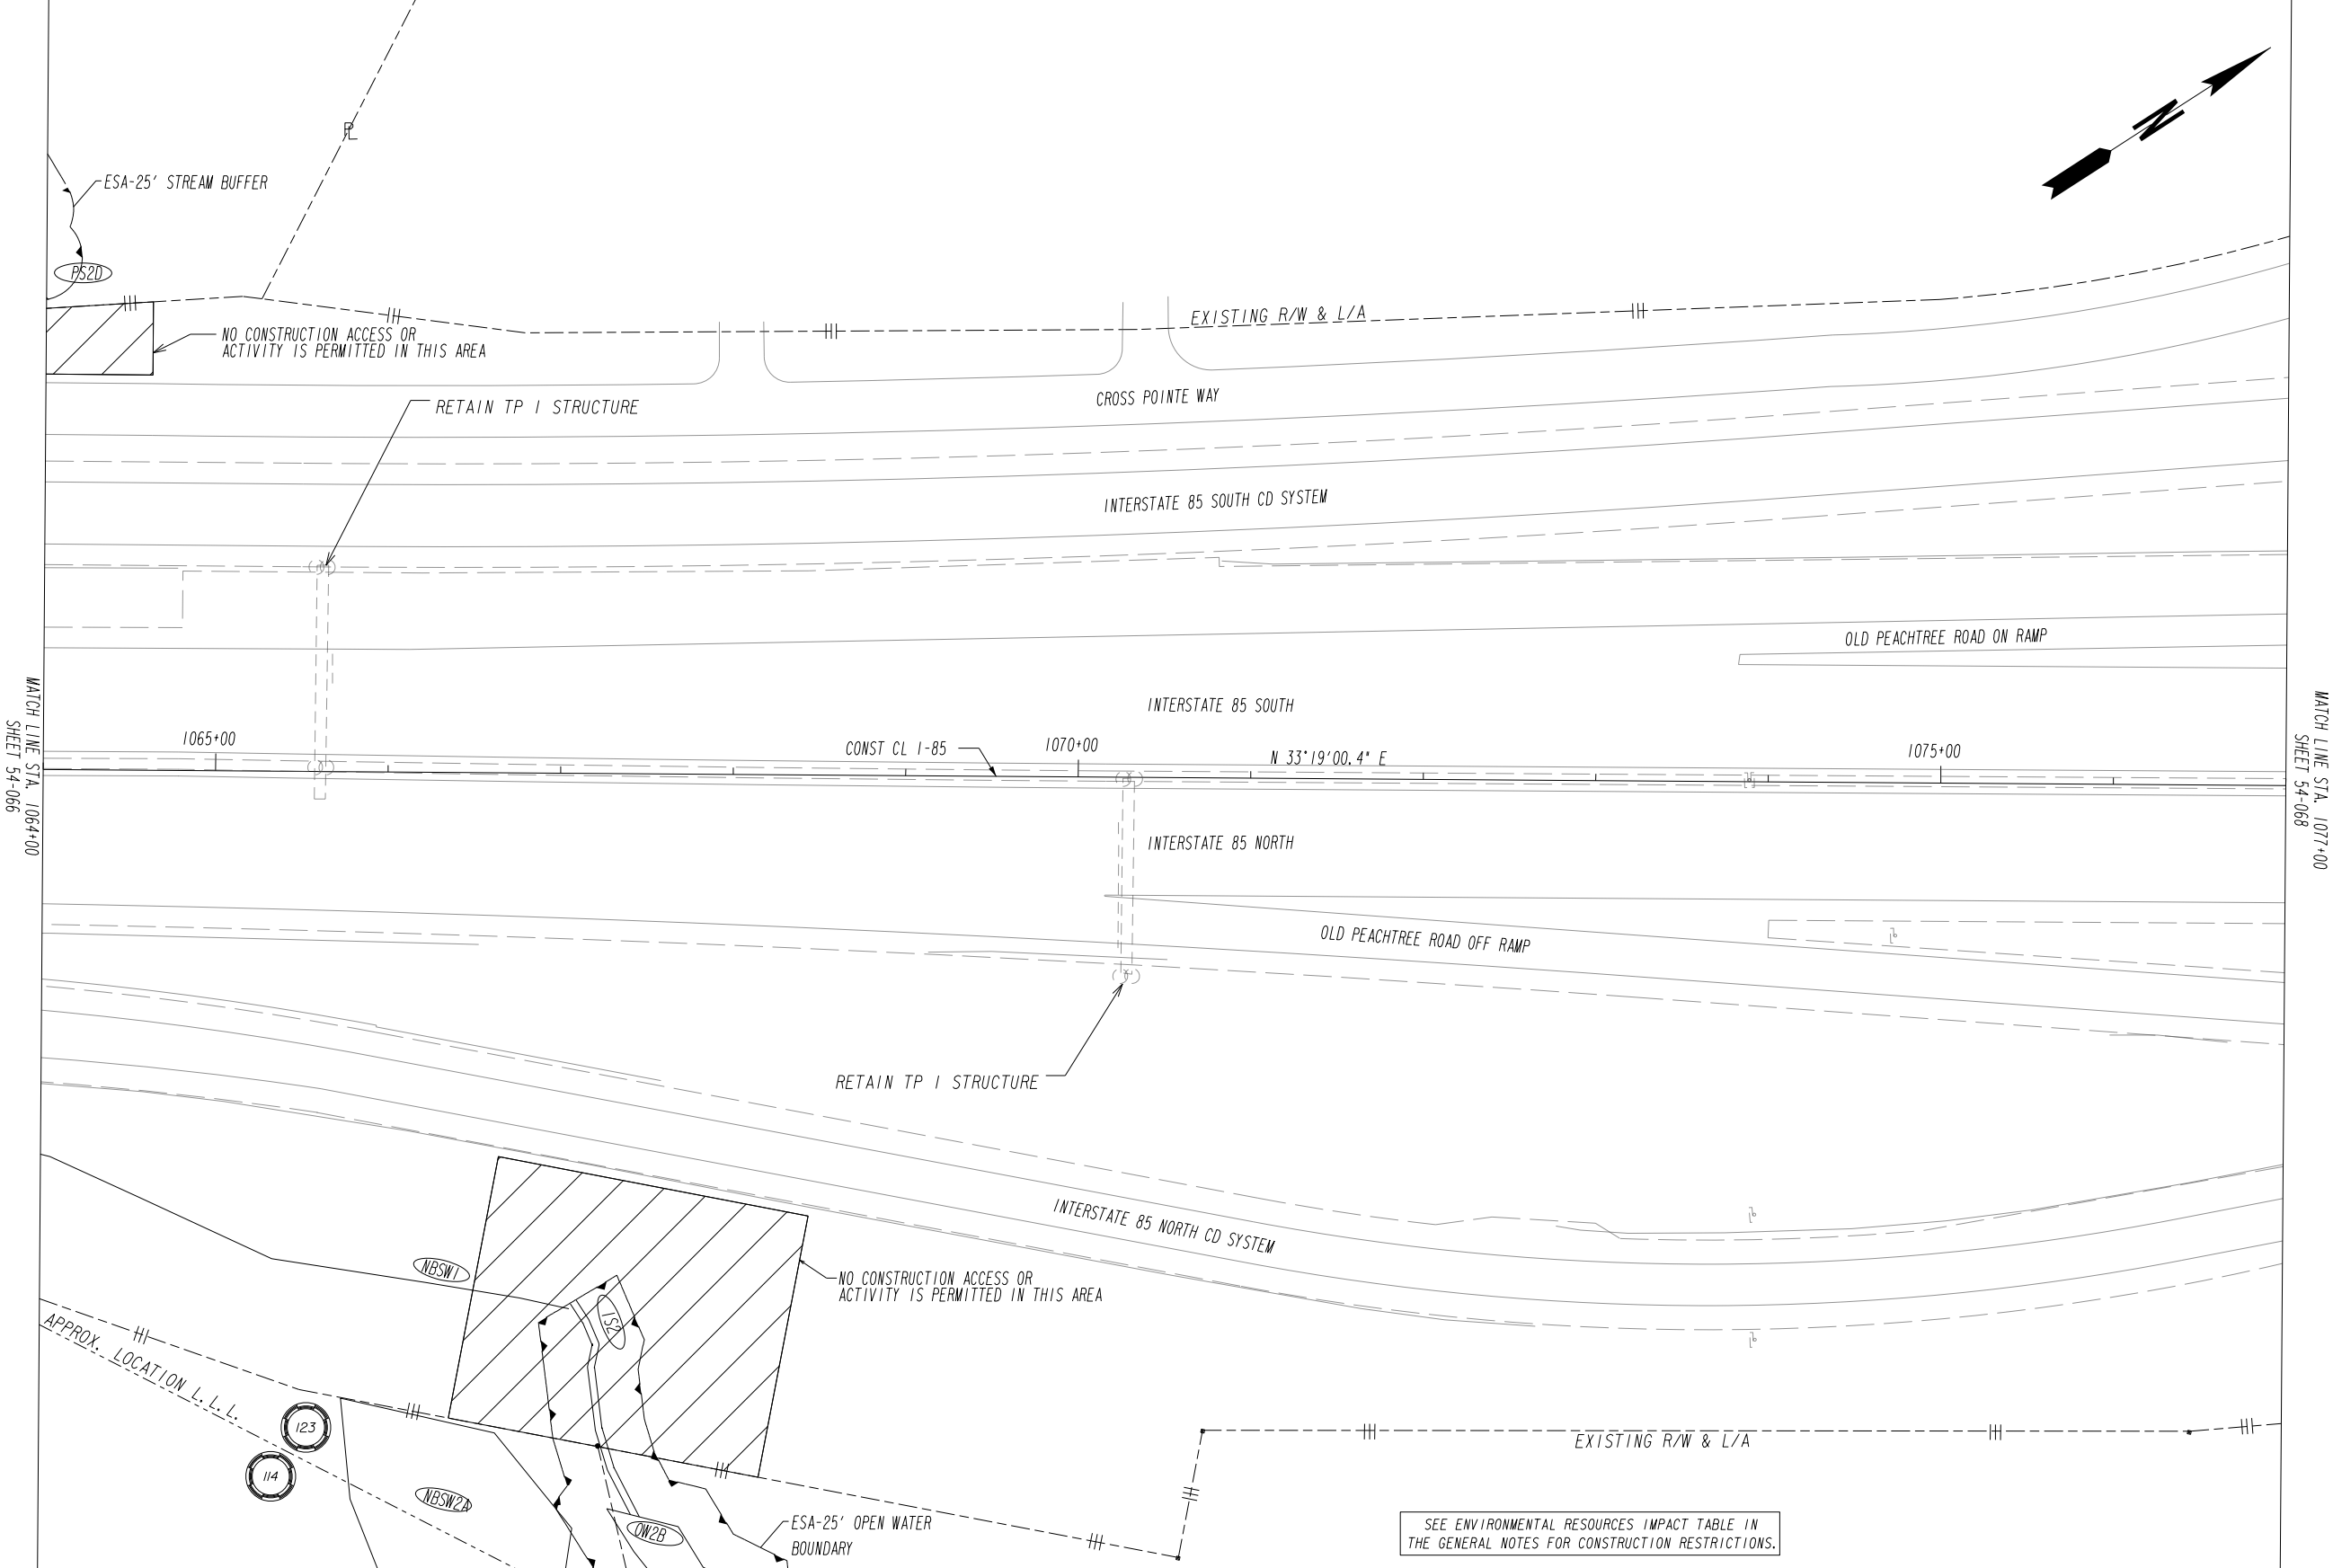 N
PL
ESA-25' STREAM BUFFER
PS2D
NO CONSTRUCTION ACCESS OR
ACTIVITY IS PERMITTED IN THIS AREA
EXISTING R/W & L/A
RETAIN TP 1 STRUCTURE
CROSS POINTE WAY
INTERSTATE 85 SOUTH CD SYSTEM
OLD PEACHTREE ROAD ON RAMP
INTERSTATE 85 SOUTH
MATCH LINE STA. 1064+00
SHEET 54-066
MATCH LINE STA. 1077+00
SHEET 54-068
1065+00
CONST CL I-85
1070+00
N 33°19'00.4" E
1075+00
INTERSTATE 85 NORTH
OLD PEACHTREE ROAD OFF RAMP
RETAIN TP 1 STRUCTURE
INTERSTATE 85 NORTH CD SYSTEM
NBSW1
NO CONSTRUCTION ACCESS OR
ACTIVITY IS PERMITTED IN THIS AREA
IS2
APPROX. LOCATION L.L.L.
123
114
NBSW2A
OW2B
ESA-25' OPEN WATER
BOUNDARY
EXISTING R/W & L/A
SEE ENVIRONMENTAL RESOURCES IMPACT TABLE IN
THE GENERAL NOTES FOR CONSTRUCTION RESTRICTIONS.